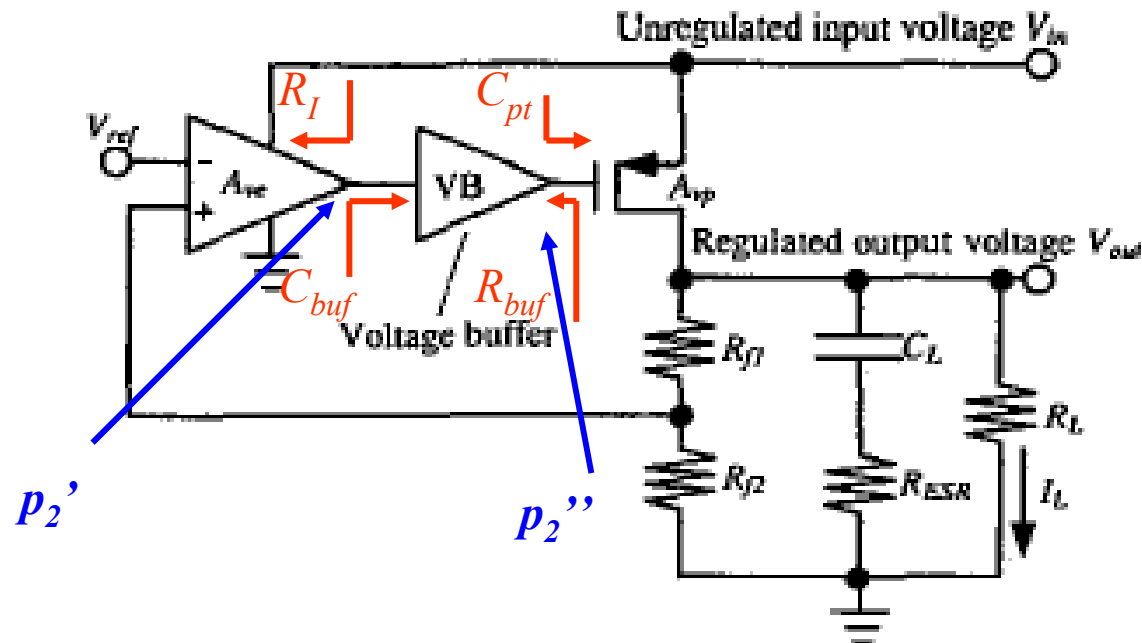 Unregulated input voltage V_in
R_I
C_pt
V_ref
-
+
A_ve
VB
A_vp
Regulated output voltage V_out
C_buf
R_buf
Voltage buffer
R_f1
C_L
R_L
p_2'
p_2''
R_f2
R_ESR
I_L